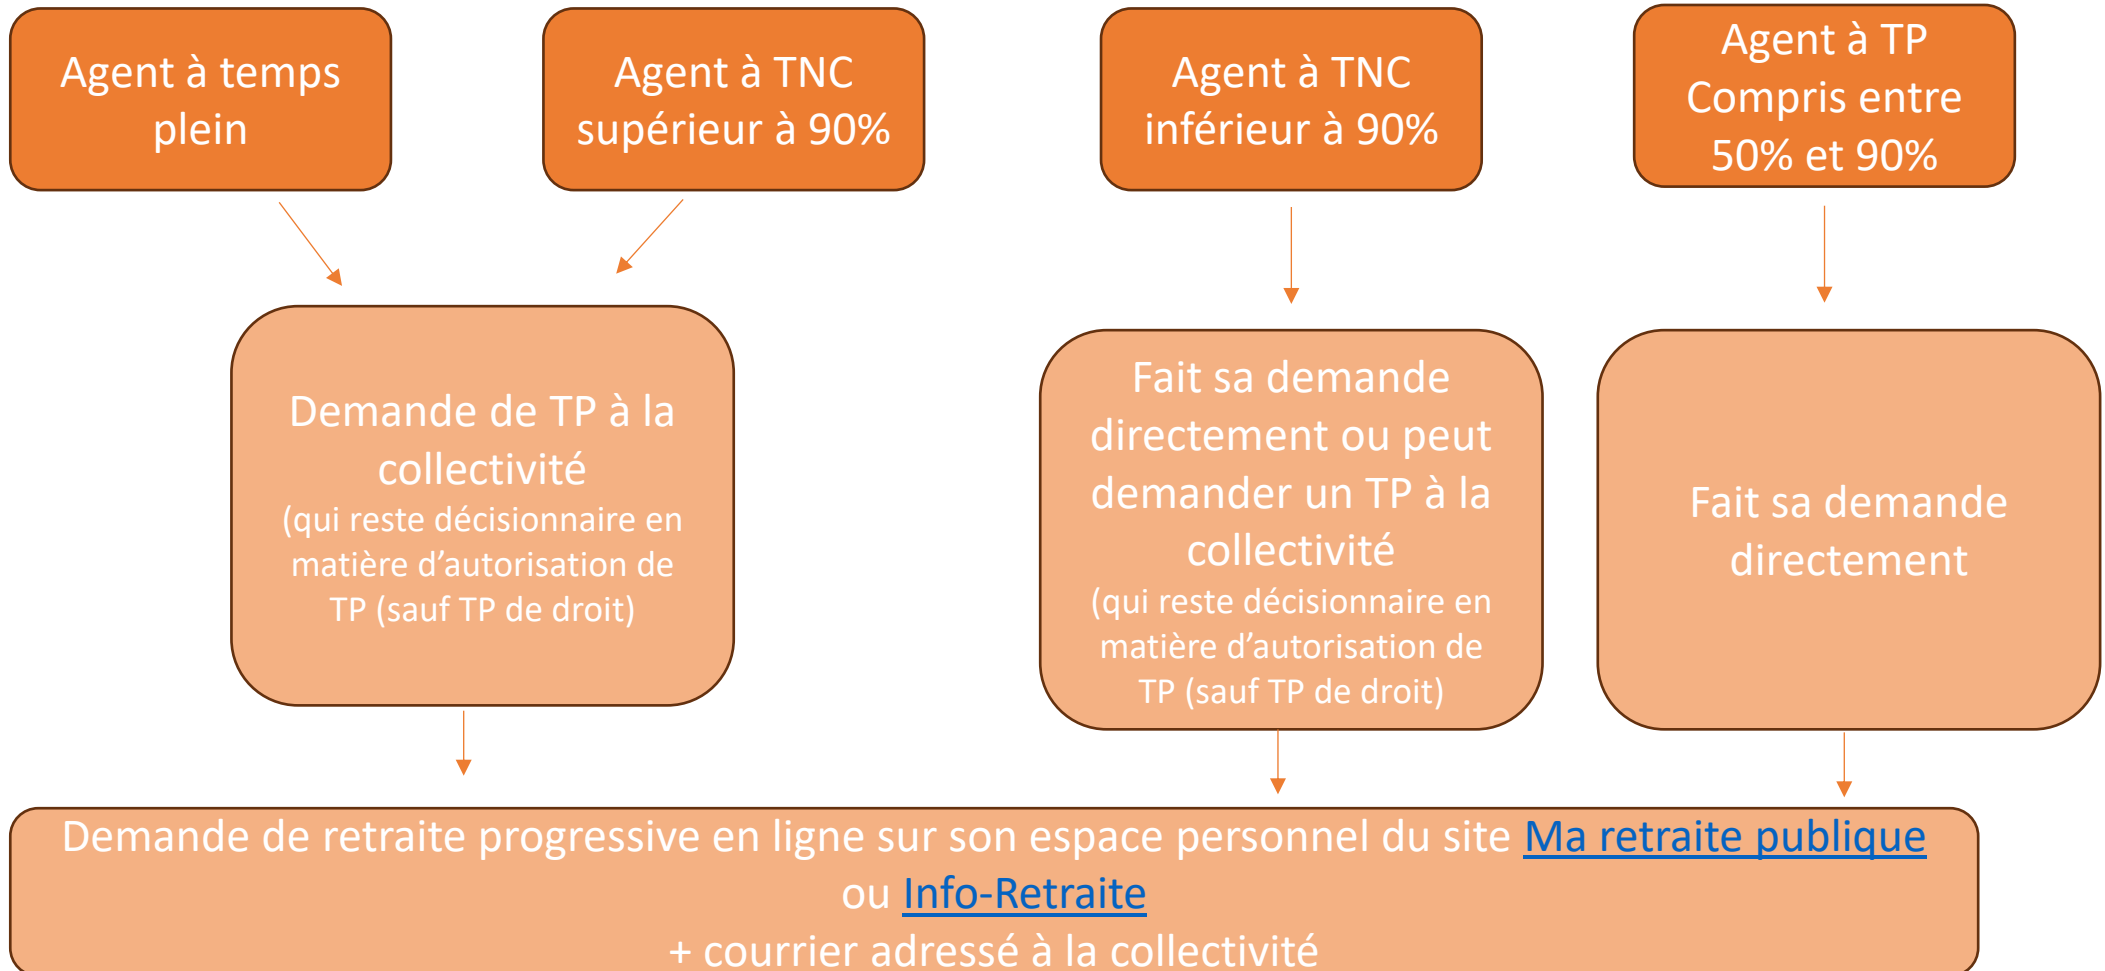 Agent à temps
plein
Agent à TNC
supérieur à 90%
Agent à TNC
inférieur à 90%
Agent à TP
Compris entre
50% et 90%
Demande de TP à la
collectivité
(qui reste décisionnaire en
matière d’autorisation de
TP (sauf TP de droit)
Fait sa demande
directement ou peut
demander un TP à la
collectivité
(qui reste décisionnaire en
matière d’autorisation de
TP (sauf TP de droit)
Fait sa demande
directement
Demande de retraite progressive en ligne sur son espace personnel du site Ma retraite publique
ou Info-Retraite
+ courrier adressé à la collectivité